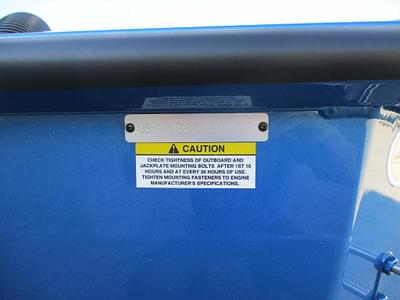 CAUTION
CHECK TIGHTNESS OF OUTBOARD AND
JACKPLATE MOUNTING BOLTS AFTER 1ST 10
HOURS AND AT EVERY 30 HOURS OF USE.
TIGHTEN MOUNTING FASTENERS TO ENGINE
MANUFACTURER'S SPECIFICATIONS.